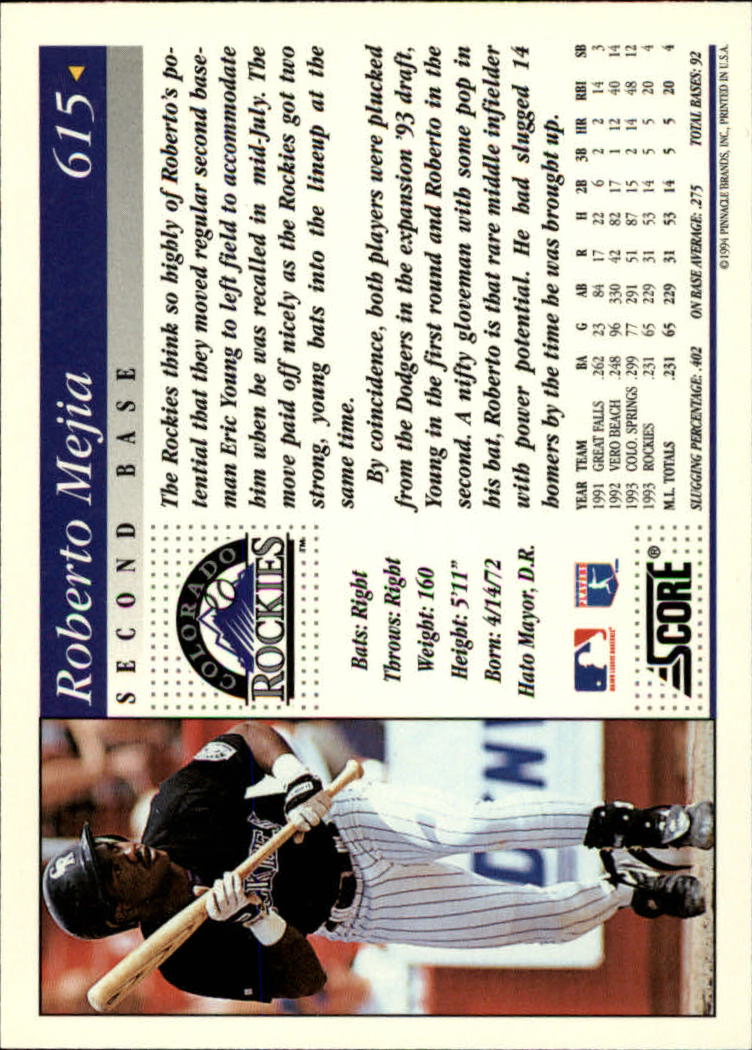 Roberto Mejia 615
SECOND BASE
COLORADO
ROCKIES
TM
Bats: Right
Throws: Right
Weight: 160
Height: 5'11"
Born: 4/14/72
Hato Mayor, D.R.
The Rockies think so highly of Roberto's po-
tential that they moved regular second base-
man Eric Young to left field to accommodate
him when he was recalled in mid-July. The
move paid off nicely as the Rockies got two
strong, young bats into the lineup at the
same time.
By coincidence, both players were plucked
from the Dodgers in the expansion '93 draft,
Young in the first round and Roberto in the
second. A nifty gloveman with some pop in
his bat, Roberto is that rare middle infielder
with power potential. He had slugged 14
homers by the time he was brought up.
YEAR TEAM BA G AB R H 2B 3B HR RBI SB
1991 GREAT FALLS .262 23 84 17 22 6 2 2 14 3
1992 VERO BEACH .248 96 330 42 82 17 1 12 40 14
1993 COLO. SPRINGS .299 77 291 51 87 15 2 14 48 12
1993 ROCKIES .231 65 229 31 53 14 5 5 20 4
M.L. TOTALS .231 65 229 31 53 14 5 5 20 4
SLUGGING PERCENTAGE: .402 ON BASE AVERAGE: .275 TOTAL BASES: 92
©1994 PINNACLE BRANDS, INC., PRINTED IN U.S.A.
MAJOR LEAGUE BASEBALL
PLAYERS
SCORE®
CR